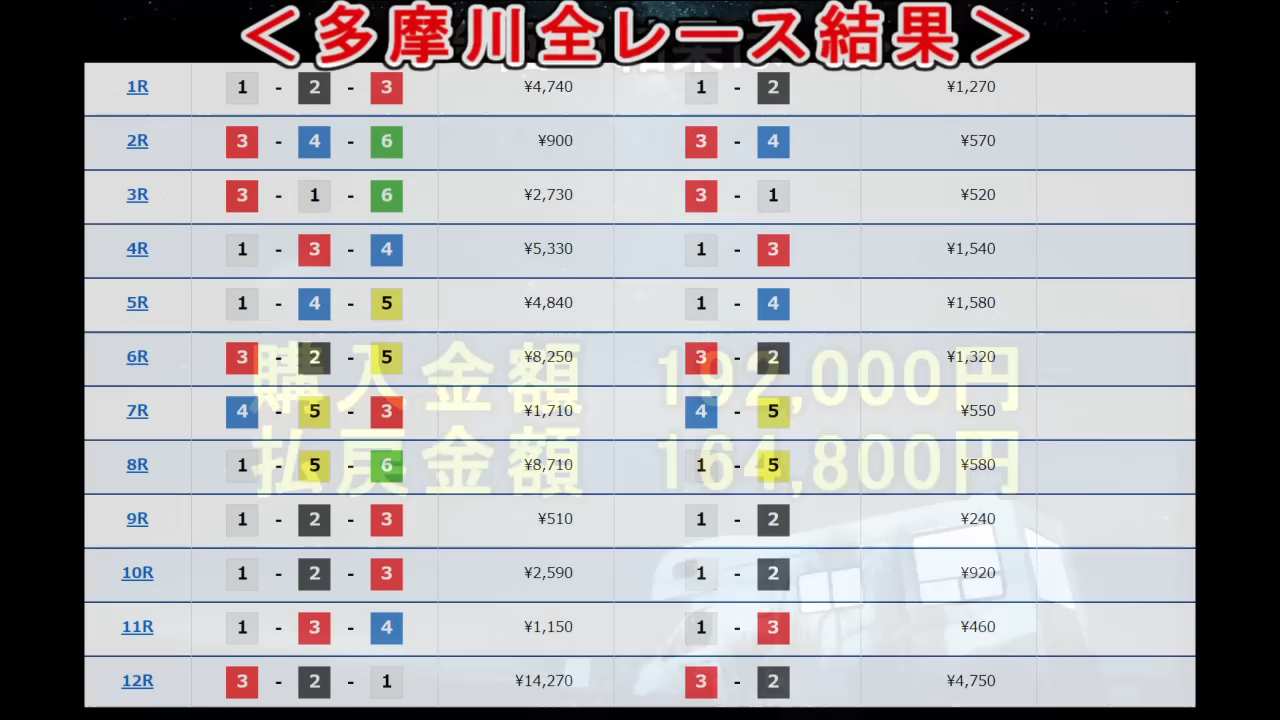 ＜多摩川全レース結果＞
1R 1 - 2 - 3 ¥4,740 1 - 2 ¥1,270
2R 3 - 4 - 6 ¥900 3 - 4 ¥570
3R 3 - 1 - 6 ¥2,730 3 - 1 ¥520
4R 1 - 3 - 4 ¥5,330 1 - 3 ¥1,540
5R 1 - 4 - 5 ¥4,840 1 - 4 ¥1,580
6R 3 - 2 - 5 ¥8,250 3 - 2 ¥1,320
購入金額 192,000円
7R 4 - 5 - 3 ¥1,710 4 - 5 ¥550
払戻金額 164,800円
8R 1 - 5 - 6 ¥8,710 1 - 5 ¥580
9R 1 - 2 - 3 ¥510 1 - 2 ¥240
10R 1 - 2 - 3 ¥2,590 1 - 2 ¥920
11R 1 - 3 - 4 ¥1,150 1 - 3 ¥460
12R 3 - 2 - 1 ¥14,270 3 - 2 ¥4,750